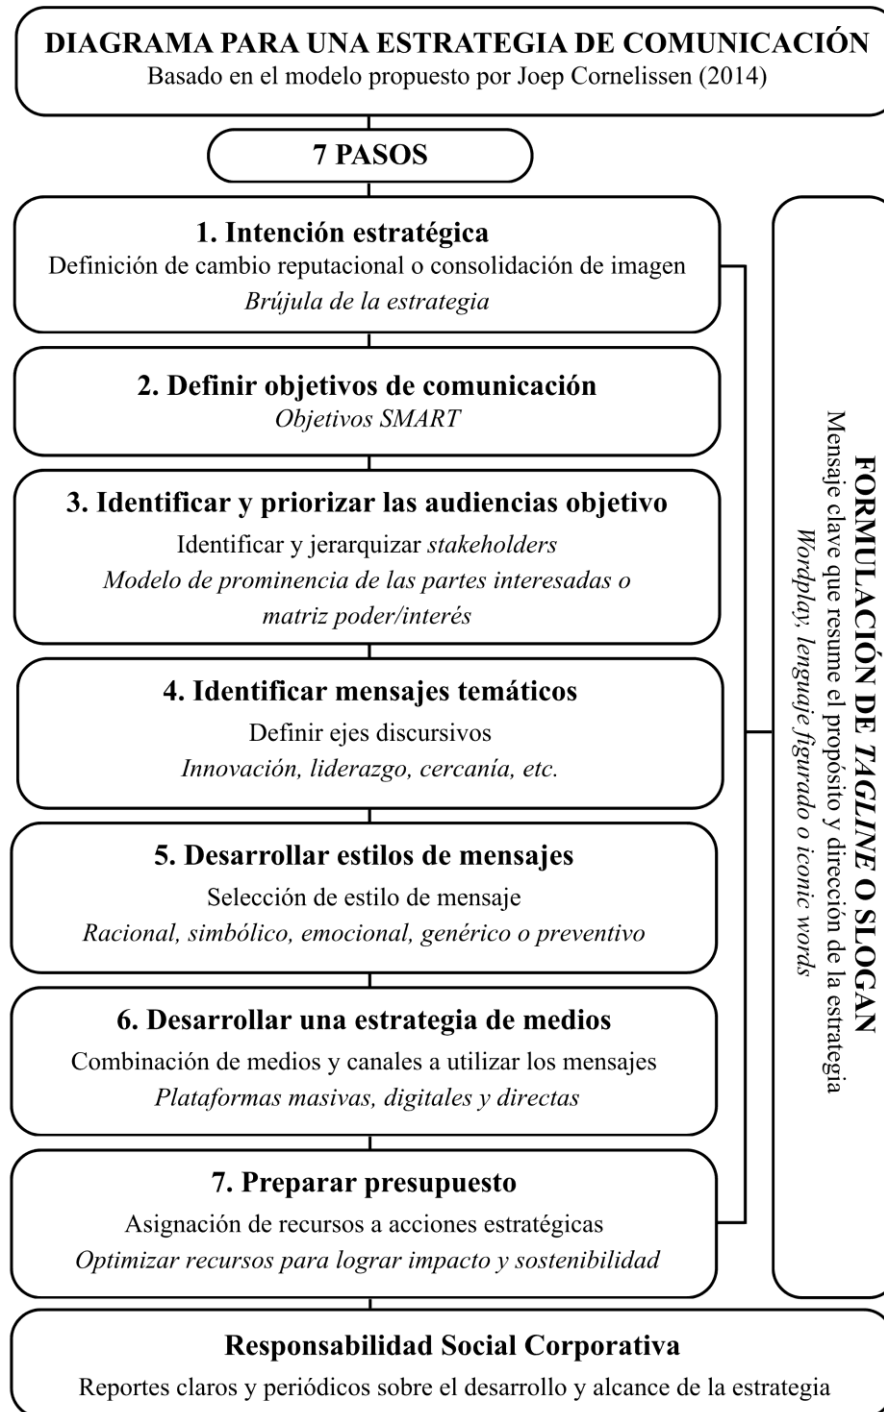 DIAGRAMA PARA UNA ESTRATEGIA DE COMUNICACIÓN
Basado en el modelo propuesto por Joep Cornelissen (2014)
7 PASOS
1. Intención estratégica
Definición de cambio reputacional o consolidación de imagen
Brújula de la estrategia
2. Definir objetivos de comunicación
Objetivos SMART
3. Identificar y priorizar las audiencias objetivo
Identificar y jerarquizar stakeholders
Modelo de prominencia de las partes interesadas o
matriz poder/interés
4. Identificar mensajes temáticos
Definir ejes discursivos
Innovación, liderazgo, cercanía, etc.
5. Desarrollar estilos de mensajes
Selección de estilo de mensaje
Racional, simbólico, emocional, genérico o preventivo
6. Desarrollar una estrategia de medios
Combinación de medios y canales a utilizar los mensajes
Plataformas masivas, digitales y directas
7. Preparar presupuesto
Asignación de recursos a acciones estratégicas
Optimizar recursos para lograr impacto y sostenibilidad
FORMULACIÓN DE TAGLINE O SLOGAN
Mensaje clave que resume el propósito y dirección de la estrategia
Wordplay, lenguaje figurado o iconic words
Responsabilidad Social Corporativa
Reportes claros y periódicos sobre el desarrollo y alcance de la estrategia